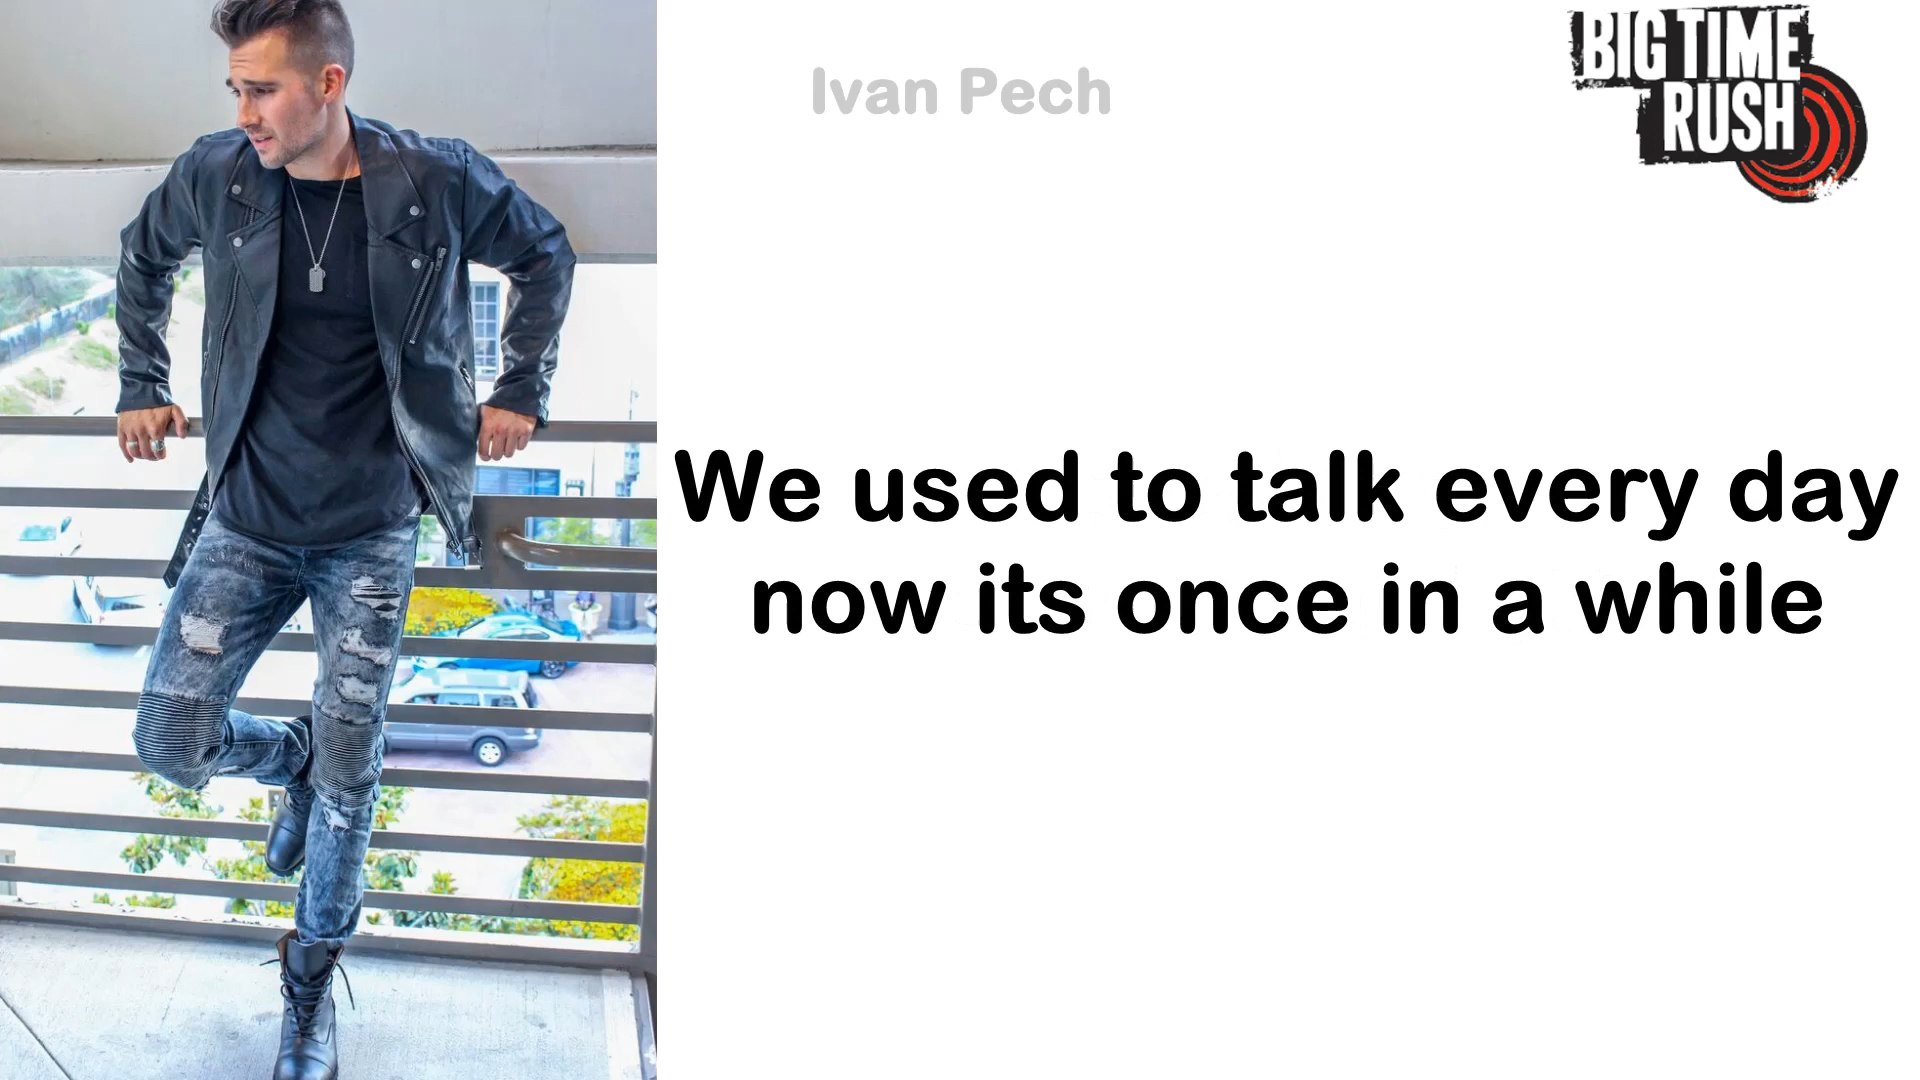 Ivan Pech
BIG TIME
RUSH
We used to talk every day
now its once in a while